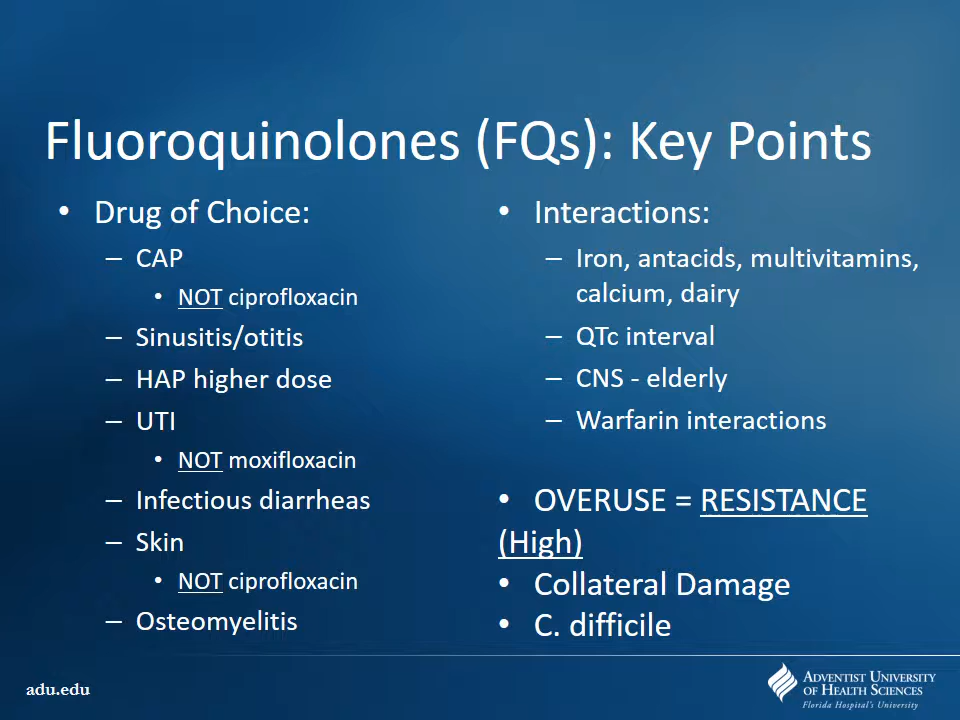 Fluoroquinolones (FQs): Key Points
• Drug of Choice:
– CAP
• NOT ciprofloxacin
– Sinusitis/otitis
– HAP higher dose
– UTI
• NOT moxifloxacin
– Infectious diarrheas
– Skin
• NOT ciprofloxacin
– Osteomyelitis
• Interactions:
– Iron, antacids, multivitamins,
calcium, dairy
– QTc interval
– CNS - elderly
– Warfarin interactions
• OVERUSE = RESISTANCE
(High)
• Collateral Damage
• C. difficile
adu.edu
ADVENTIST UNIVERSITY
OF HEALTH SCIENCES
Florida Hospital's University